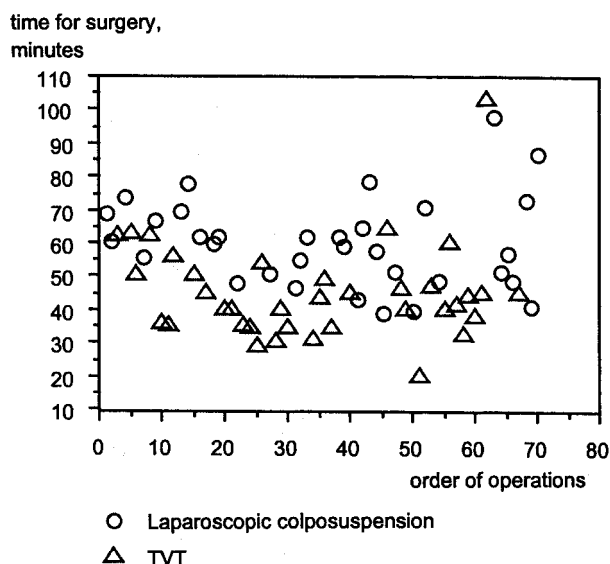 time for surgery,
minutes
110
100
90
80
70
60
50
40
30
20
10
0 10 20 30 40 50 60 70 80
order of operations
Laparoscopic colposuspension
TVT